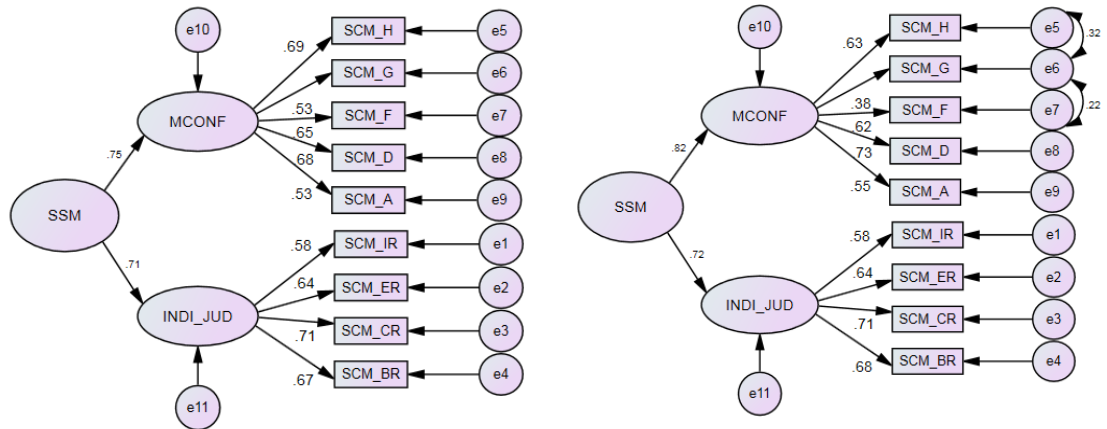 e10
.69
SCM_H
e5
SCM_G
e6
.53
SCM_F
e7
MCONF
.65
SCM_D
e8
.68
.75
.53
SCM_A
e9
SSM
.71
.58
SCM_IR
e1
.64
SCM_ER
e2
INDI_JUD
.71
SCM_CR
e3
.67
SCM_BR
e4
e11
e10
.63
SCM_H
e5
.32
SCM_G
e6
.38
SCM_F
e7
.22
MCONF
.62
SCM_D
e8
.82
.73
.55
SCM_A
e9
SSM
.72
.58
SCM_IR
e1
.64
SCM_ER
e2
INDI_JUD
.71
SCM_CR
e3
.68
SCM_BR
e4
e11